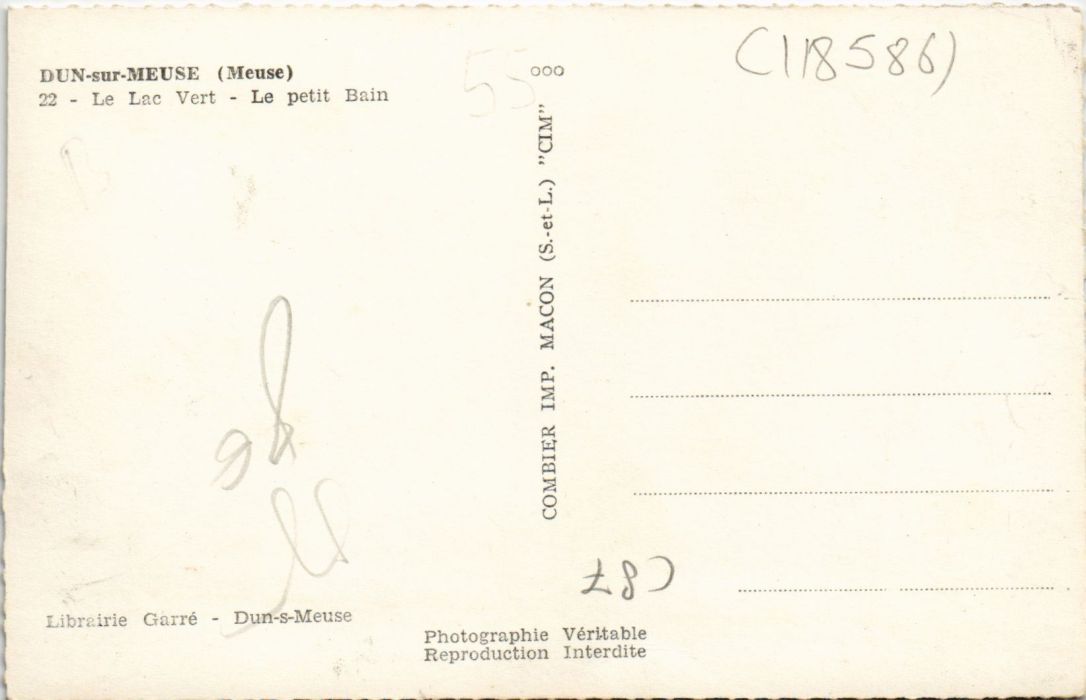 DUN-sur-MEUSE (Meuse)
22 - Le Lac Vert - Le petit Bain
55
ooo
(118586)
COMBIER IMP. MACON (S.-et-L.) "CIM"
Librairie Garré - Dun-s-Meuse
Photographie Véritable
Reproduction Interdite